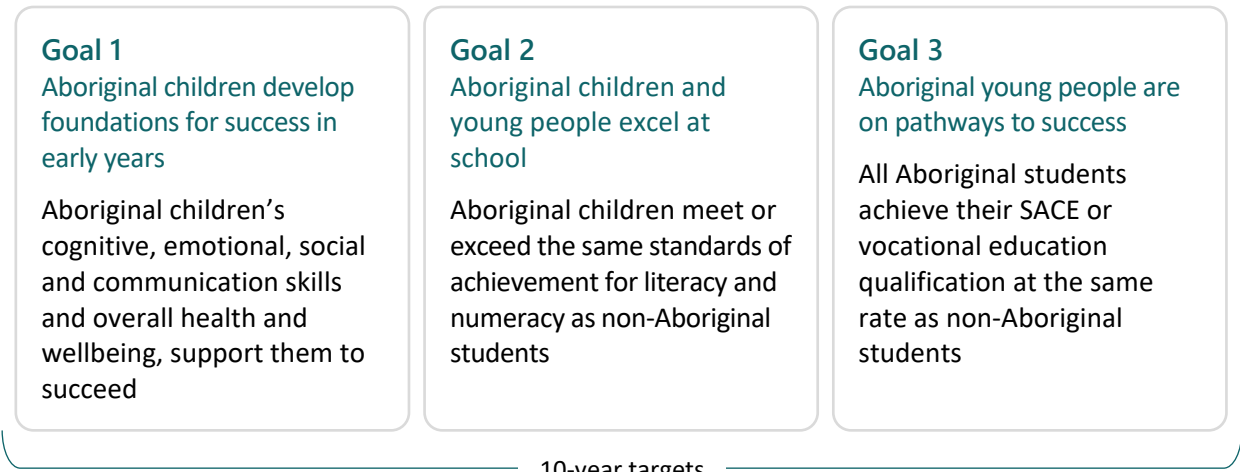 Goal 1
Aboriginal children develop
foundations for success in
early years
Aboriginal children’s
cognitive, emotional, social
and communication skills
and overall health and
wellbeing, support them to
succeed
Goal 2
Aboriginal children and
young people excel at
school
Aboriginal children meet or
exceed the same standards of
achievement for literacy and
numeracy as non-Aboriginal
students
Goal 3
Aboriginal young people are
on pathways to success
All Aboriginal students
achieve their SACE or
vocational education
qualification at the same
rate as non-Aboriginal
students
10-year targets